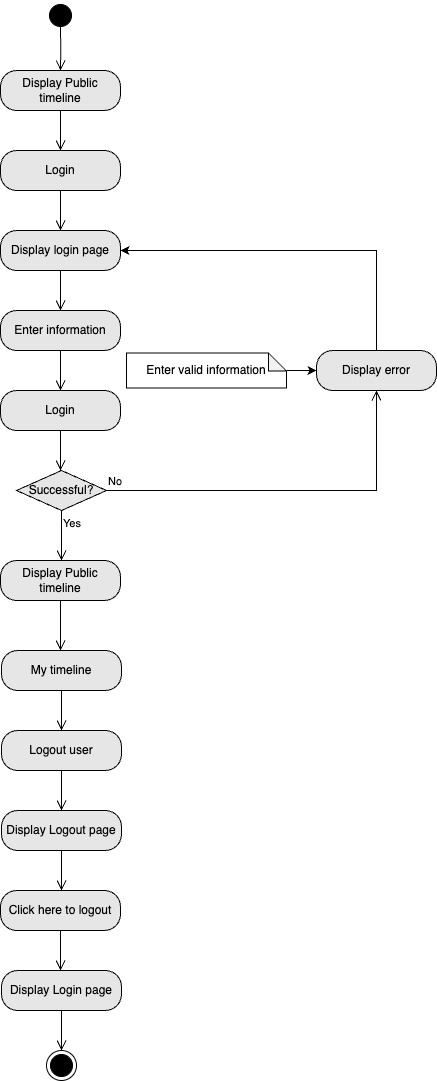 Display Public
timeline
Login
Display login page
Enter information
Enter valid information
Display error
Login
Successful?
No
Yes
Display Public
timeline
My timeline
Logout user
Display Logout page
Click here to logout
Display Login page